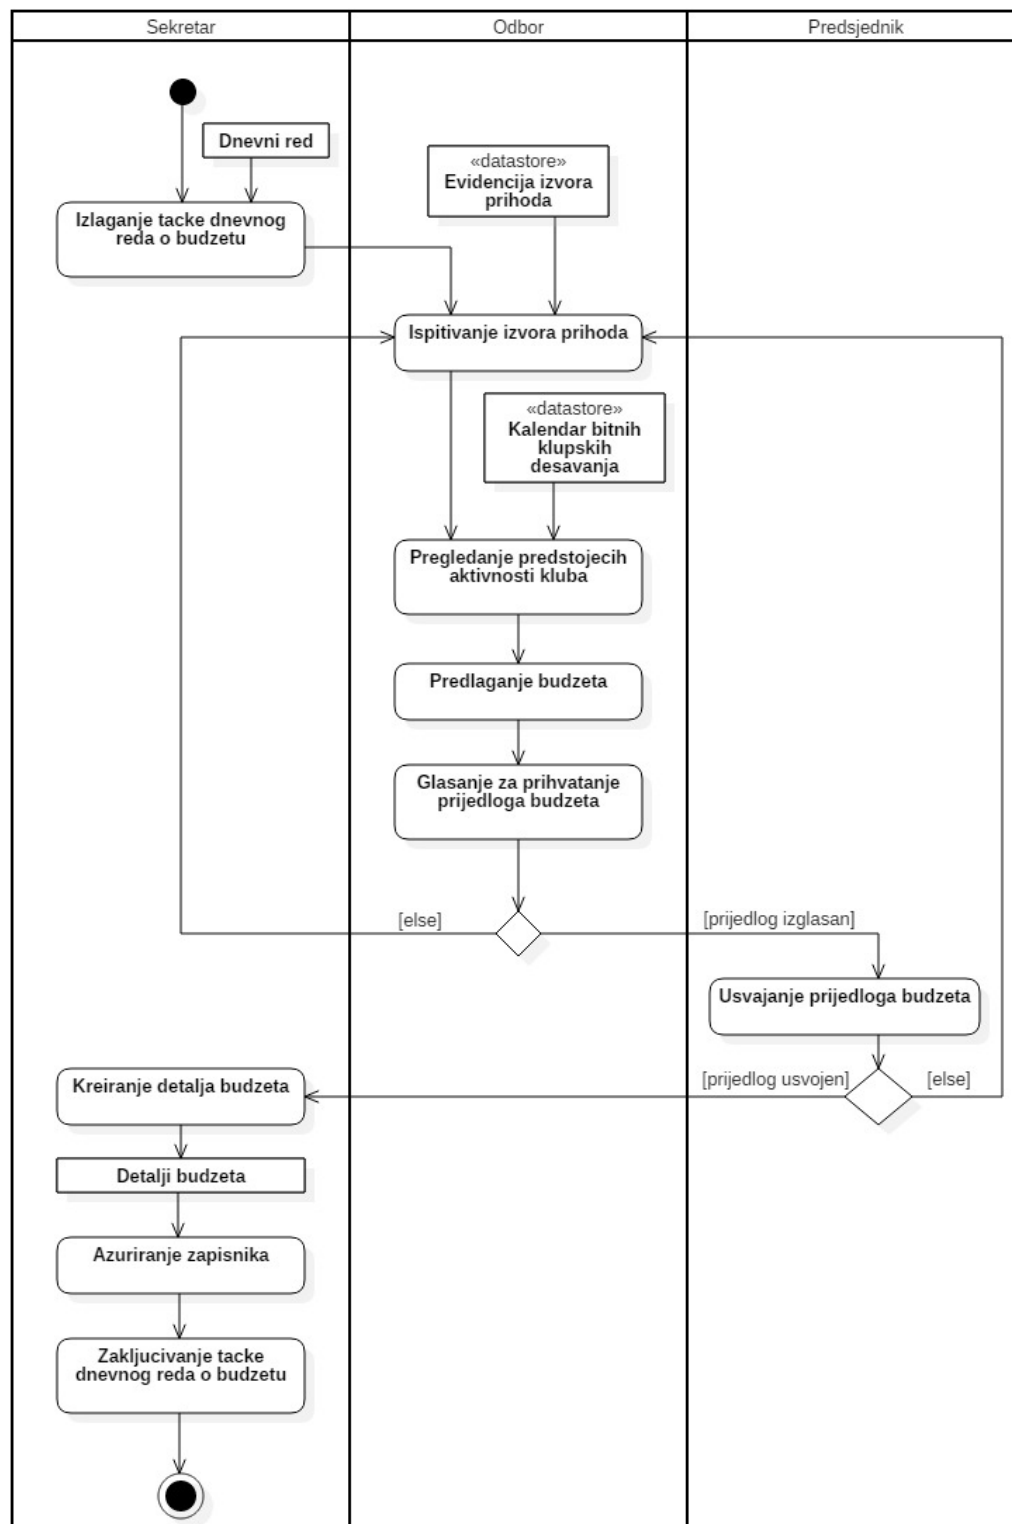 Sekretar
Odbor
Predsjednik
Dnevni red
«datastore»
Evidencija izvora
prihoda
Izlaganje tacke dnevnog
reda o budzetu
Ispitivanje izvora prihoda
«datastore»
Kalendar bitnih
klupskih
desavanja
Pregledanje predstojecih
aktivnosti kluba
Predlaganje budzeta
Glasanje za prihvatanje
prijedloga budzeta
[else]
[prijedlog izglasan]
Usvajanje prijedloga budzeta
[prijedlog usvojen]
[else]
Kreiranje detalja budzeta
Detalji budzeta
Azuriranje zapisnika
Zakljucivanje tacke
dnevnog reda o budzetu